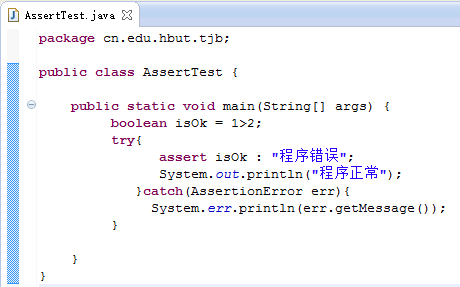 AssertTest.java
package cn.edu.hbut.tjb;
public class AssertTest {
public static void main(String[] args) {
boolean isOk = 1>2;
try{
assert isOk : "程序错误";
System.out.println("程序正常");
}catch(AssertionError err){
System.err.println(err.getMessage());
}
}
}